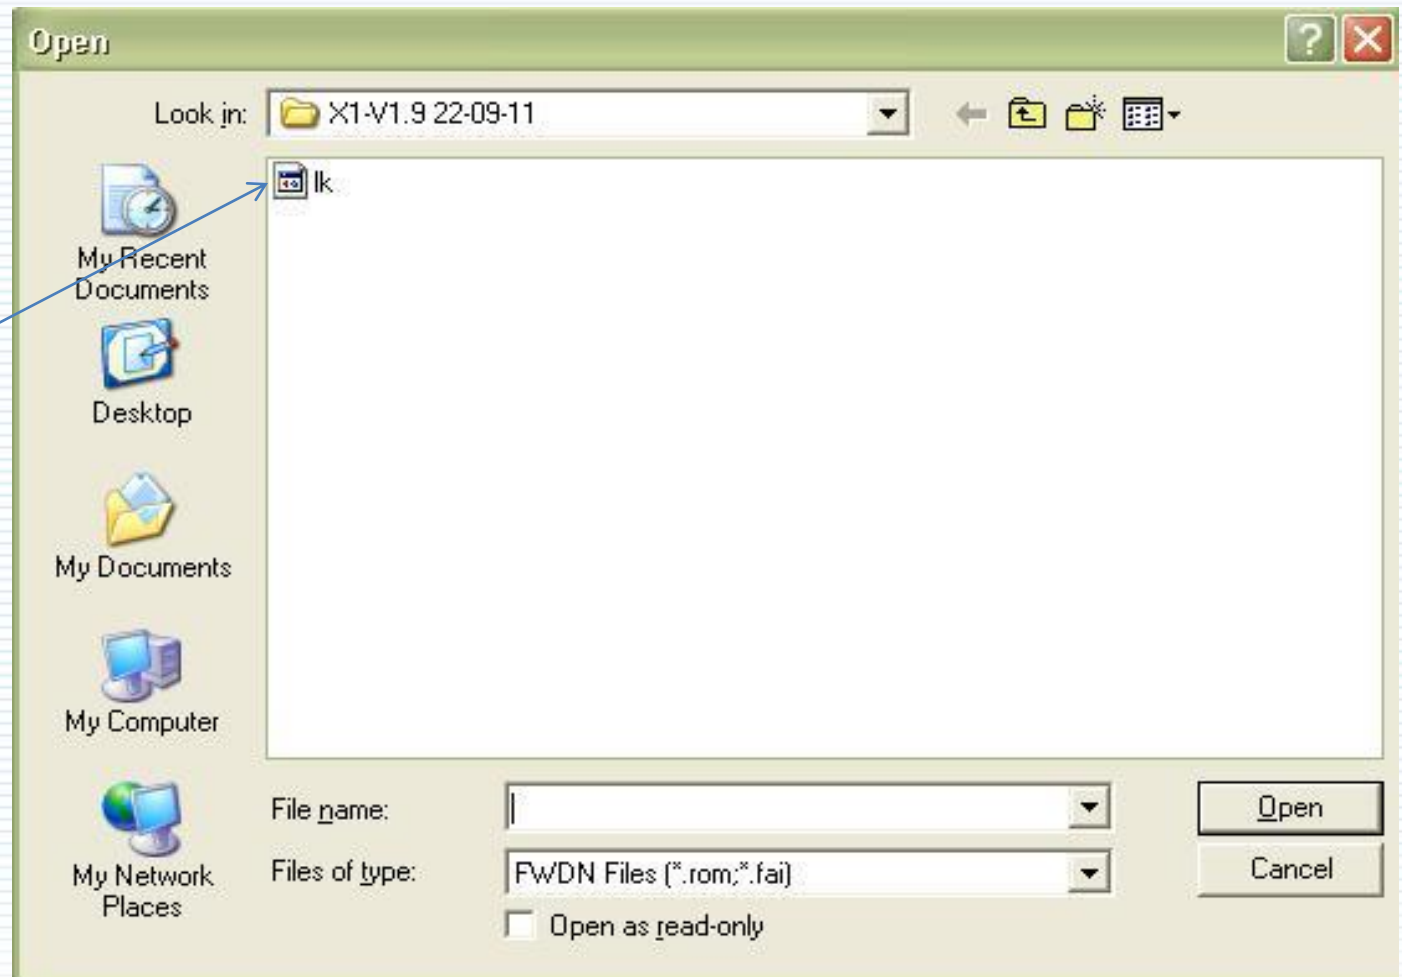 Open
Look in: X1-V1.9 22-09-11
lk
My Recent
Documents
Desktop
My Documents
My Computer
My Network
Places
File name:
Open
Files of type: FWDN Files (*.rom;*.fai)
Cancel
Open as read-only